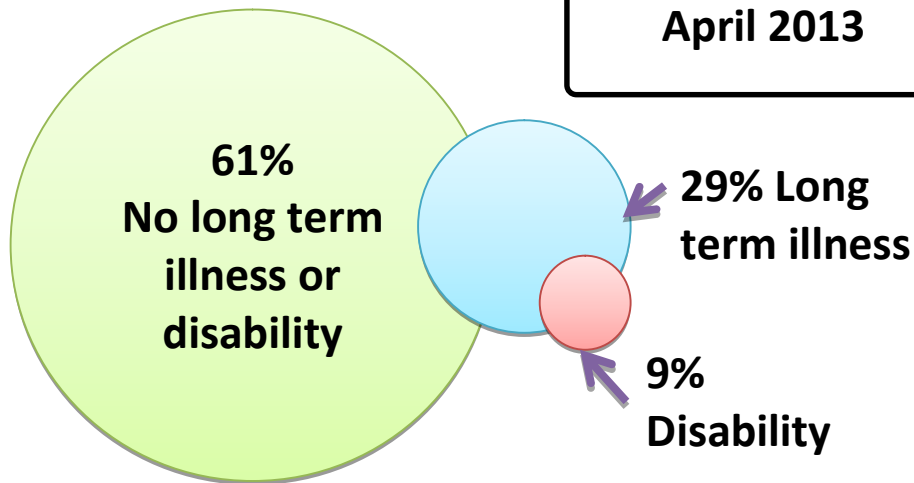 April 2013
61%
No long term
illness or
disability
29% Long
term illness
9%
Disability